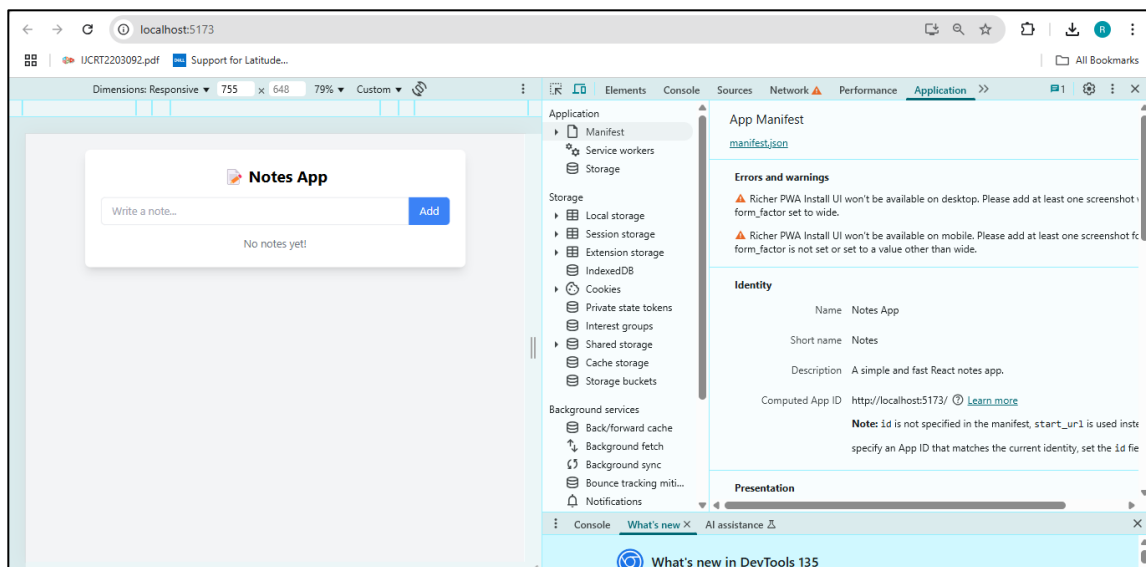 localhost:5173
R
IJCRT2203092.pdf
DELL
Support for Latitude...
All Bookmarks
Dimensions: Responsive ▼ 755 × 648 79% ▼ Custom ▼
Notes App
Write a note...
Add
No notes yet!
Elements Console Sources Network Performance Application 1
Application
Manifest
Service workers
Storage
Storage
Local storage
Session storage
Extension storage
IndexedDB
Cookies
Private state tokens
Interest groups
Shared storage
Cache storage
Storage buckets
Background services
Back/forward cache
Background fetch
Background sync
Bounce tracking miti...
Notifications
App Manifest
manifest.json
Errors and warnings
Richer PWA Install UI won't be available on desktop. Please add at least one screenshot
form_factor set to wide.
Richer PWA Install UI won't be available on mobile. Please add at least one screenshot fo
form_factor is not set or set to a value other than wide.
Identity
Name Notes App
Short name Notes
Description A simple and fast React notes app.
Computed App ID http://localhost:5173/ Learn more
Note: id is not specified in the manifest, start_url is used inste
specify an App ID that matches the current identity, set the id fie
Presentation
Console What's new × AI assistance
What's new in DevTools 135